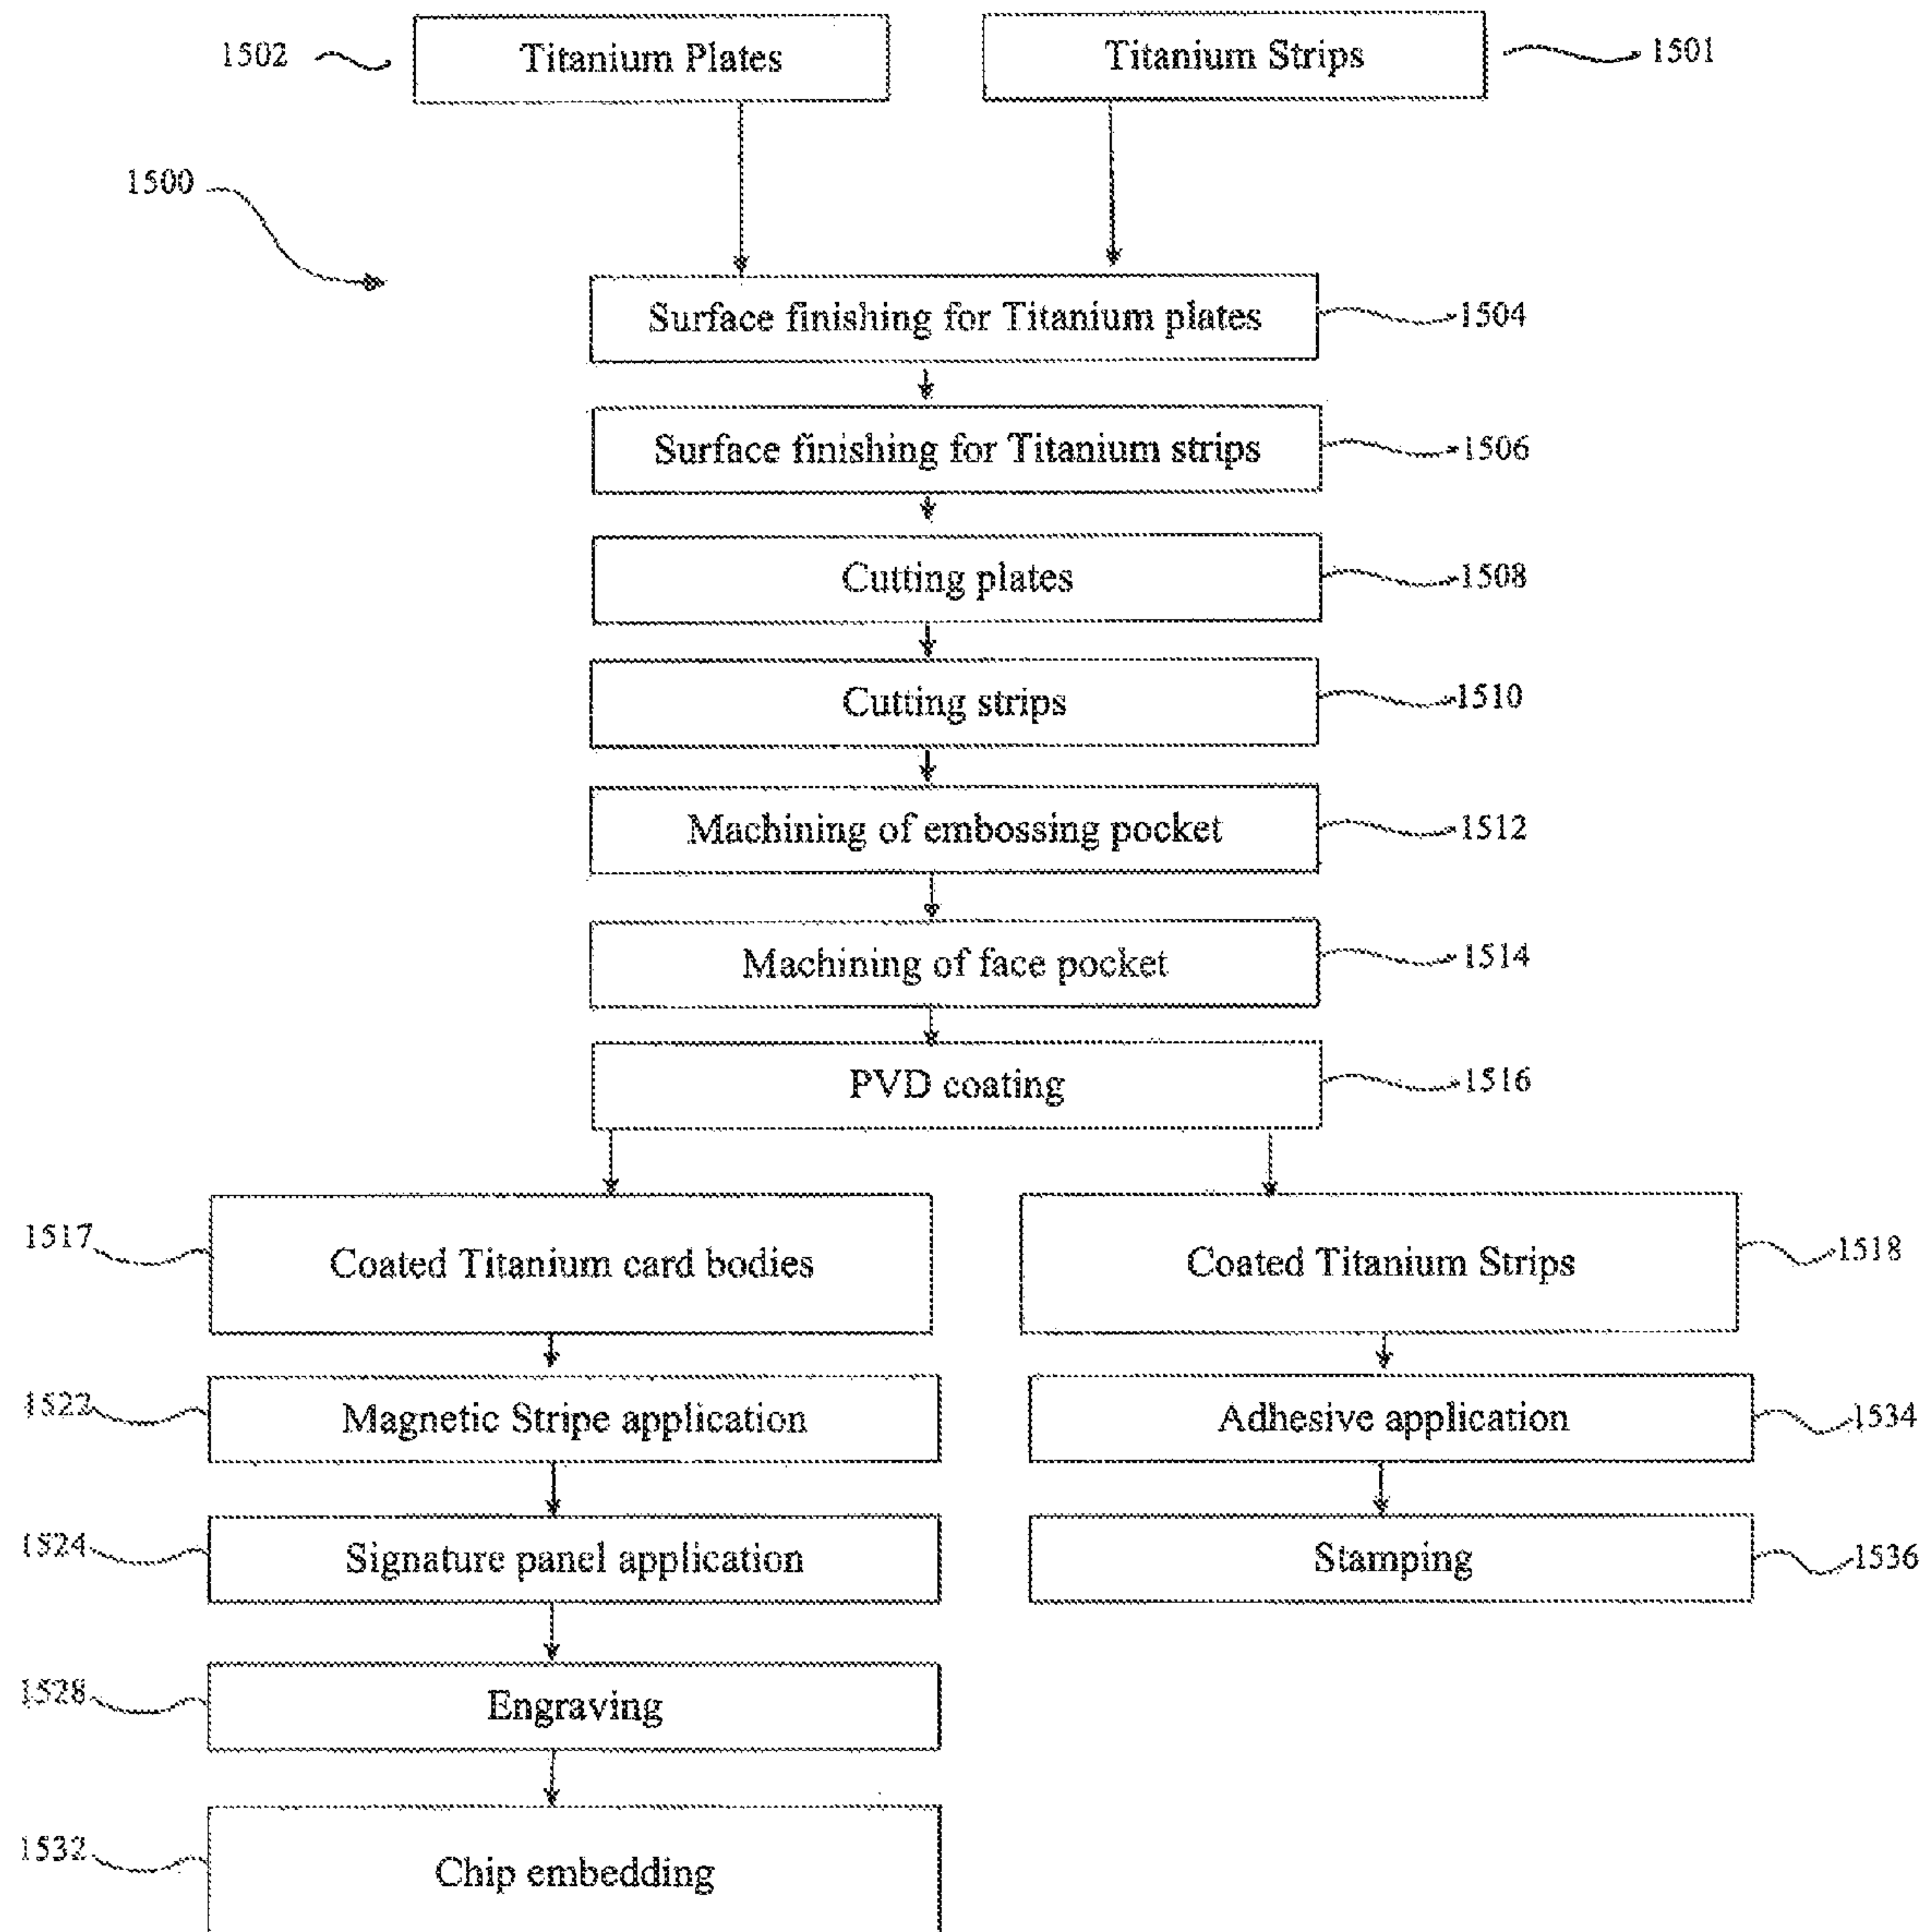 1502
Titanium Plates
Titanium Strips
1501
1500
Surface finishing for Titanium plates
1504
Surface finishing for Titanium strips
1506
Cutting plates
1508
Cutting strips
1510
Machining of embossing pocket
1512
Machining of face pocket
1514
PVD coating
1516
1517
Coated Titanium card bodies
Coated Titanium Strips
1518
1522
Magnetic Stripe application
Adhesive application
1534
1524
Signature panel application
Stamping
1536
1528
Engraving
1532
Chip embedding